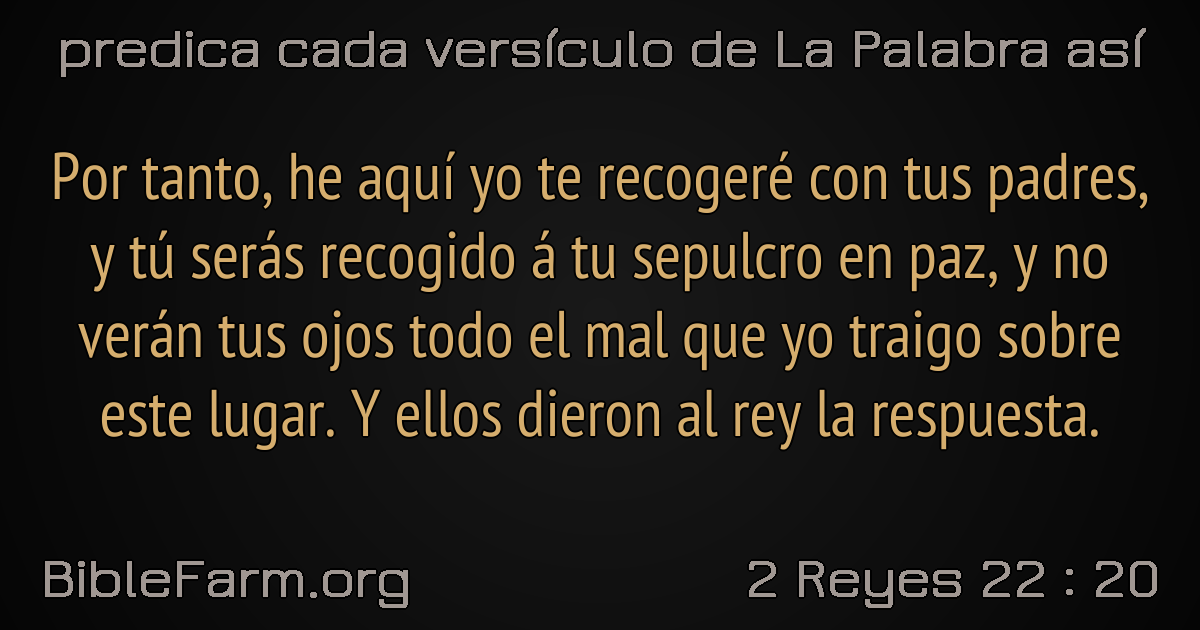 predica cada versículo de La Palabra así
Por tanto, he aquí yo te recogeré con tus padres,
y tú serás recogido á tu sepulcro en paz, y no
verán tus ojos todo el mal que yo traigo sobre
este lugar. Y ellos dieron al rey la respuesta.
BibleFarm.org
2 Reyes 22 : 20